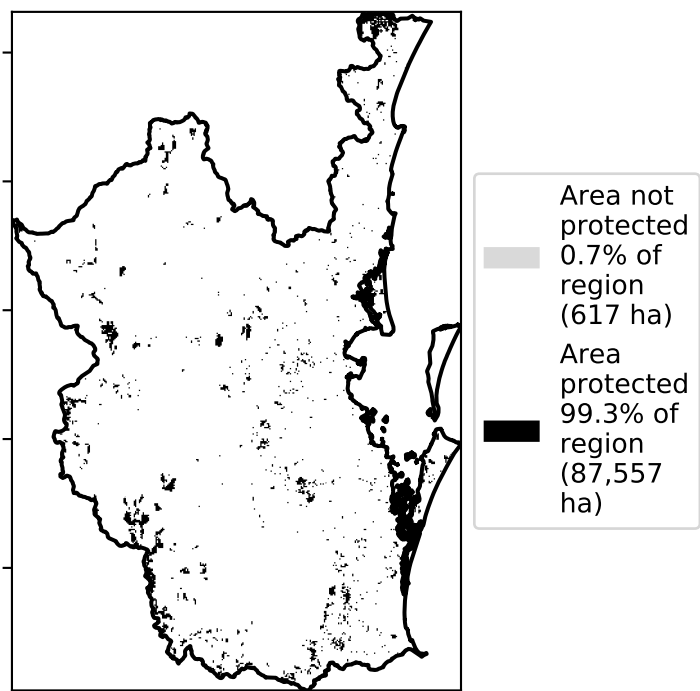 Area not
protected
0.7% of
region
(617 ha)
Area
protected
99.3% of
region
(87,557
ha)